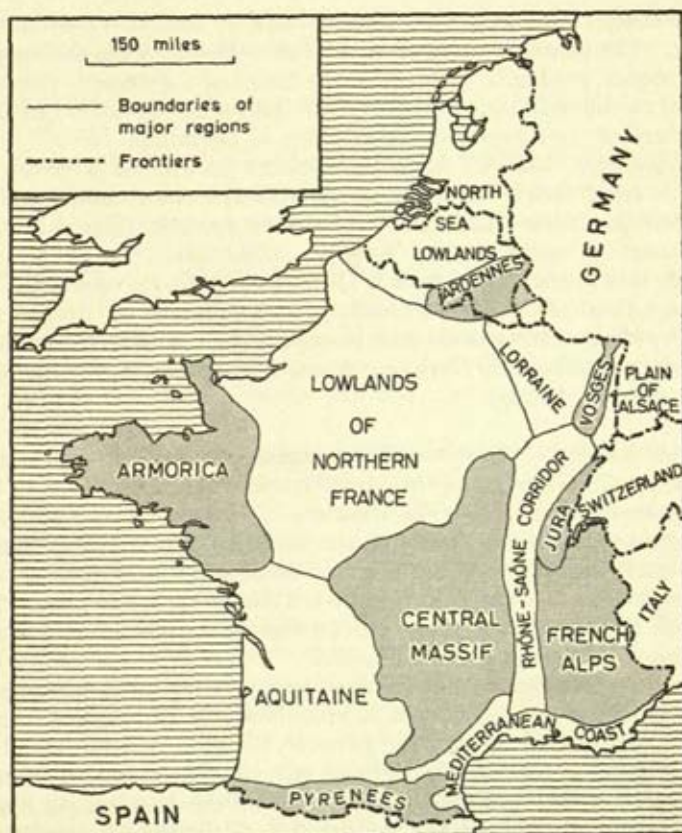 150 miles
Boundaries of
major regions
Frontiers
GERMANY
NORTH
SEA
LOWLANDS
ARDENNES
LORRAINE
VOSGES
PLAIN
OF
ALSACE
LOWLANDS
OF
NORTHERN
FRANCE
ARMORICA
RHÔNE-SAÔNE CORRIDOR
JURA
SWITZERLAND
CENTRAL
MASSIF
FRENCH
ALPS
ITALY
AQUITAINE
MEDITERRANEAN
COAST
PYRENEES
SPAIN